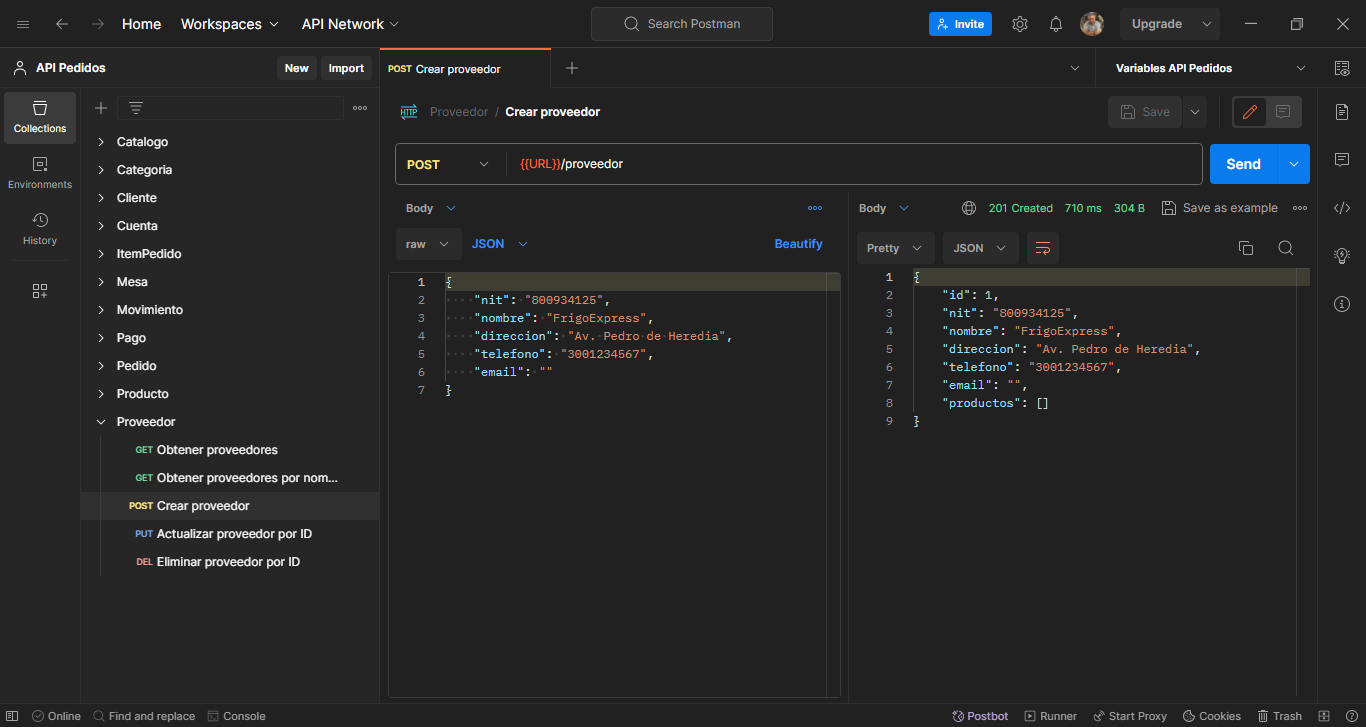 Home Workspaces API Network Search Postman Invite Upgrade
API Pedidos New Import POST Crear proveedor Variables API Pedidos
Collections
Environments
History
Catalogo
Categoria
Cliente
Cuenta
ItemPedido
Mesa
Movimiento
Pago
Pedido
Producto
Proveedor
GET Obtener proveedores
GET Obtener proveedores por nom...
POST Crear proveedor
PUT Actualizar proveedor por ID
DEL Eliminar proveedor por ID
HTTP Proveedor / Crear proveedor Save
POST {{URL}}/proveedor Send
Body
raw JSON Beautify
1 {
2 "nit": "800934125",
3 "nombre": "FrigoExpress",
4 "direccion": "Av. Pedro de Heredia",
5 "telefono": "3001234567",
6 "email": ""
7 }
Body 201 Created 710 ms 304 B Save as example
Pretty JSON
1 {
2 "id": 1,
3 "nit": "800934125",
4 "nombre": "FrigoExpress",
5 "direccion": "Av. Pedro de Heredia",
6 "telefono": "3001234567",
7 "email": "",
8 "productos": []
9 }
Online Find and replace Console Postbot Runner Start Proxy Cookies Trash